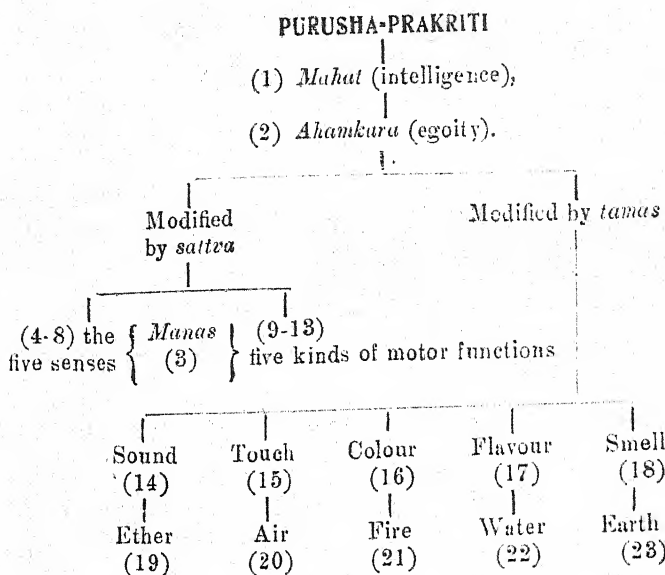 PURUSHA-PRAKRITI
(1) Mahat (intelligence),
(2) Ahamkara (egoity).
Modified by sattva
Modified by tamas
(4-8) the five senses { Manas (3) } (9-13) five kinds of motor functions
Sound Touch Colour Flavour Smell
(14) (15) (16) (17) (18)
Ether Air Fire Water Earth
(19) (20) (21) (22) (23)